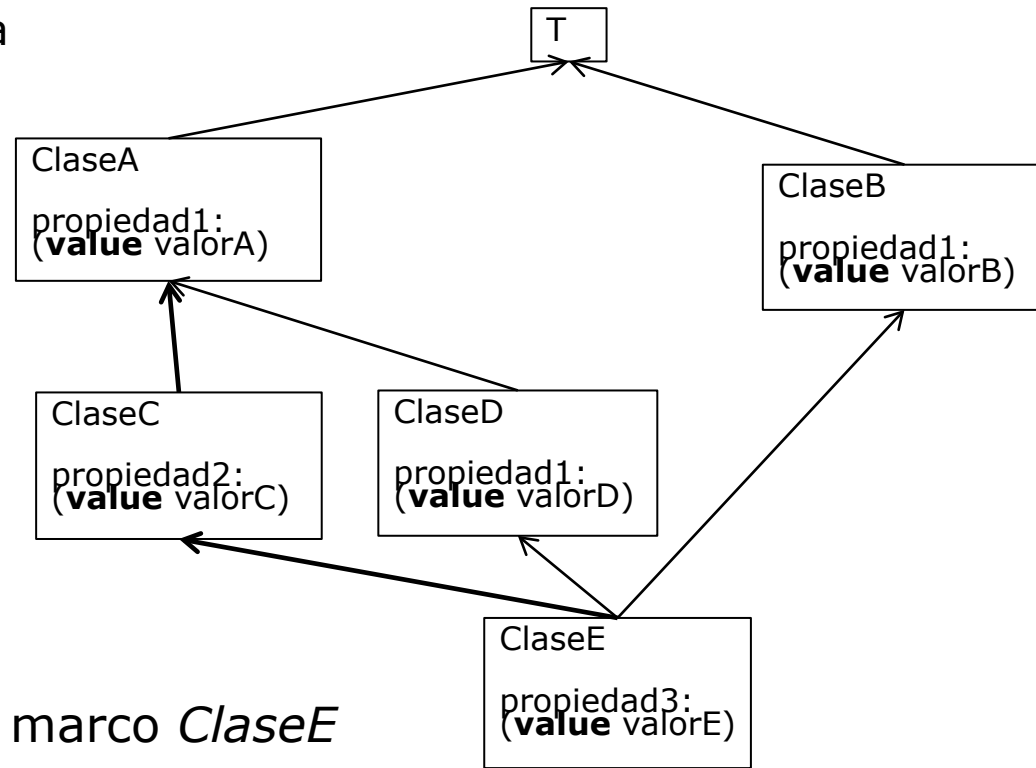 a
T
ClaseA
propiedad1:
(value valorA)
ClaseB
propiedad1:
(value valorB)
ClaseC
propiedad2:
(value valorC)
ClaseD
propiedad1:
(value valorD)
ClaseE
propiedad3:
(value valorE)
marco ClaseE